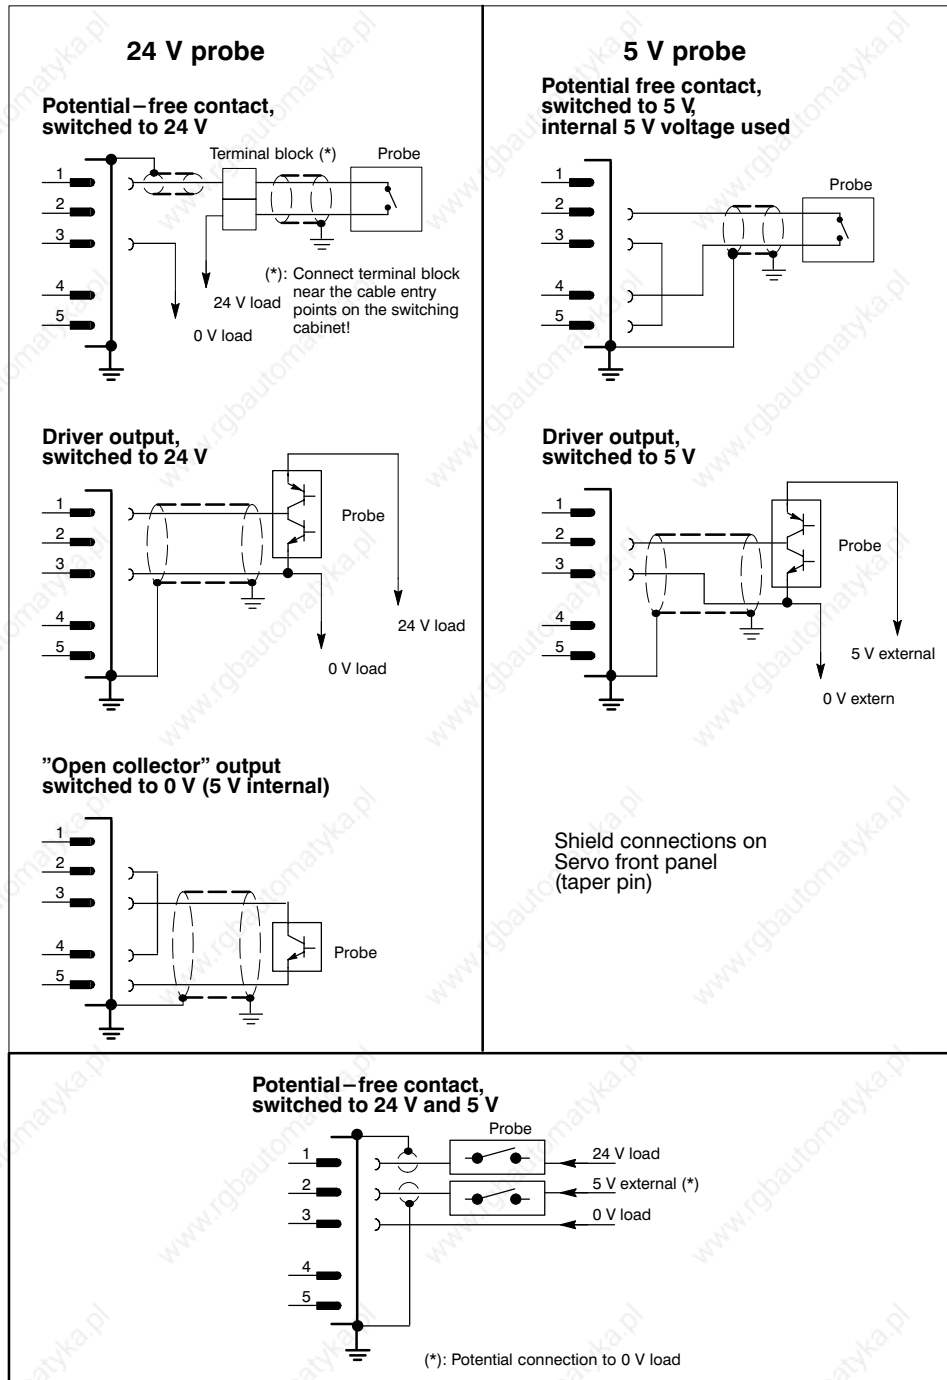 24 V probe
Potential–free contact,
switched to 24 V
Terminal block (*)
Probe
1
2
3
4
5
24 V load
0 V load
(*): Connect terminal block
near the cable entry
points on the switching
cabinet!
Driver output,
switched to 24 V
1
2
3
4
5
Probe
24 V load
0 V load
”Open collector” output
switched to 0 V (5 V internal)
1
2
3
4
5
Probe
5 V probe
Potential free contact,
switched to 5 V,
internal 5 V voltage used
Probe
1
2
3
4
5
Driver output,
switched to 5 V
1
2
3
4
5
Probe
5 V external
0 V extern
Shield connections on
Servo front panel
(taper pin)
Potential–free contact,
switched to 24 V and 5 V
Probe
1
2
3
4
5
24 V load
5 V external (*)
0 V load
(*): Potential connection to 0 V load
www.rgbautomatyka.pl